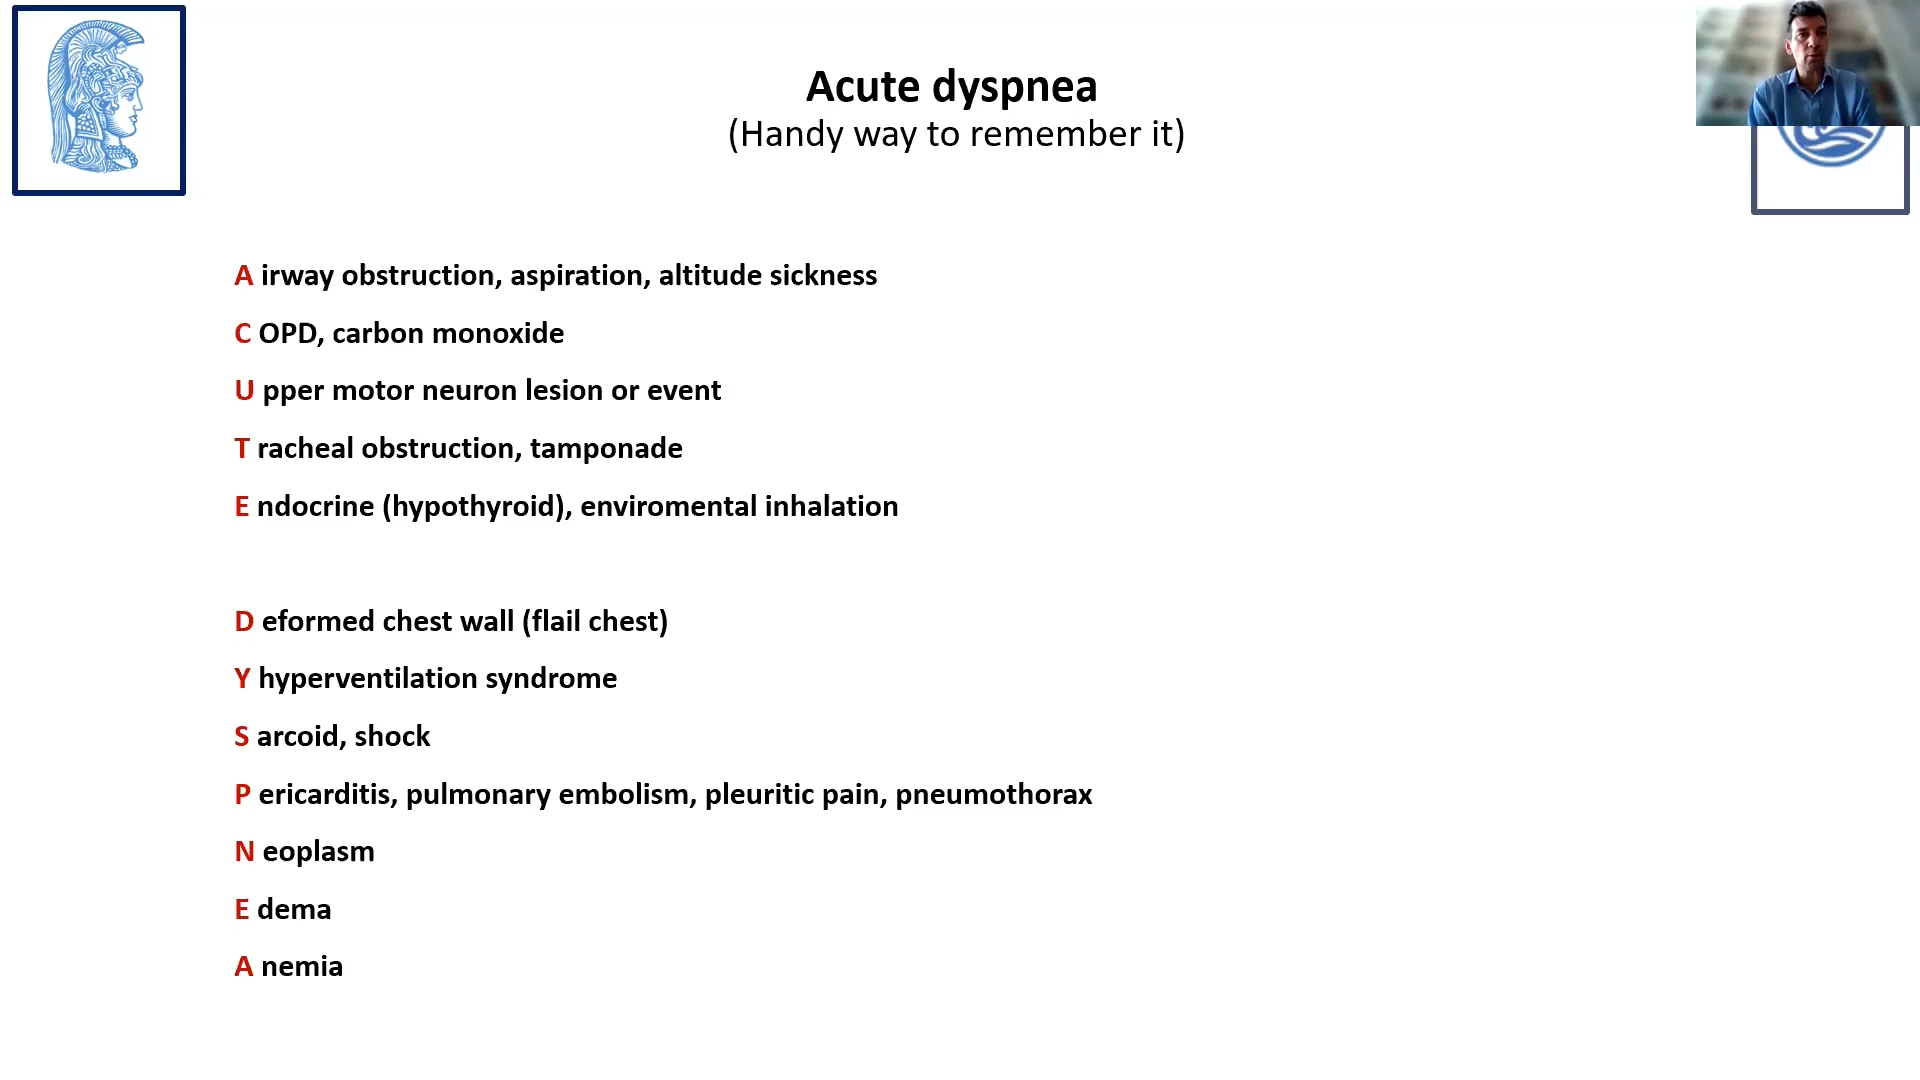 Acute dyspnea
(Handy way to remember it)
A irway obstruction, aspiration, altitude sickness
C OPD, carbon monoxide
U pper motor neuron lesion or event
T racheal obstruction, tamponade
E ndocrine (hypothyroid), enviromental inhalation
D eformed chest wall (flail chest)
Y hyperventilation syndrome
S arcoid, shock
P ericarditis, pulmonary embolism, pleuritic pain, pneumothorax
N eoplasm
E dema
A nemia